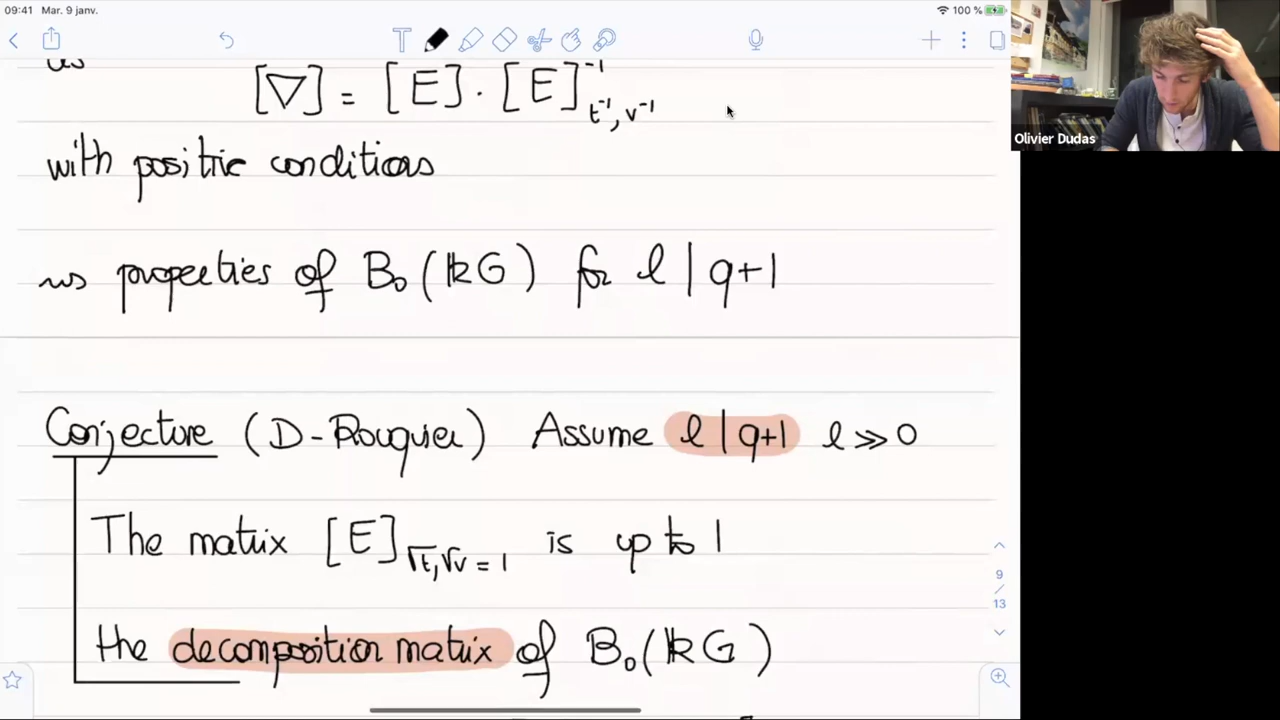 09:41 Mar. 9 janv.
100 %
[∇] = [E] · [E]⁻¹ t⁻¹, v⁻¹
with positive conditions
properties of B₀(kG) for ℓ | q+1
Conjecture (D-Rouquier) Assume ℓ | q+1 ℓ ≫ 0
The matrix [E]√t, √v = 1 is up to 1
the decomposition matrix of B₀(kG)
9
/
13
Olivier Dudas